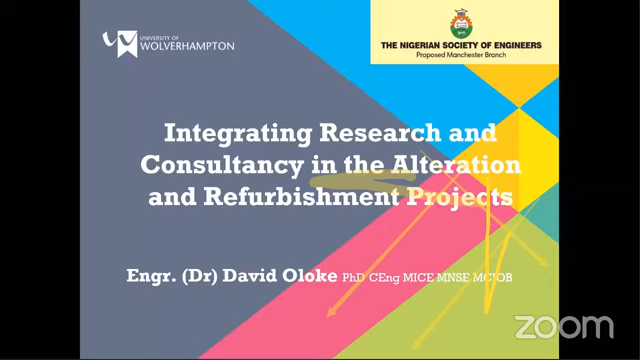 UNIVERSITY OF
WOLVERHAMPTON
THE NIGERIAN SOCIETY OF ENGINEERS
Proposed Manchester Branch
Integrating Research and
Consultancy in the Alteration
and Refurbishment Projects
Engr. (Dr) David Oloke PhD CEng MICE MNSE MCIOB
zoom